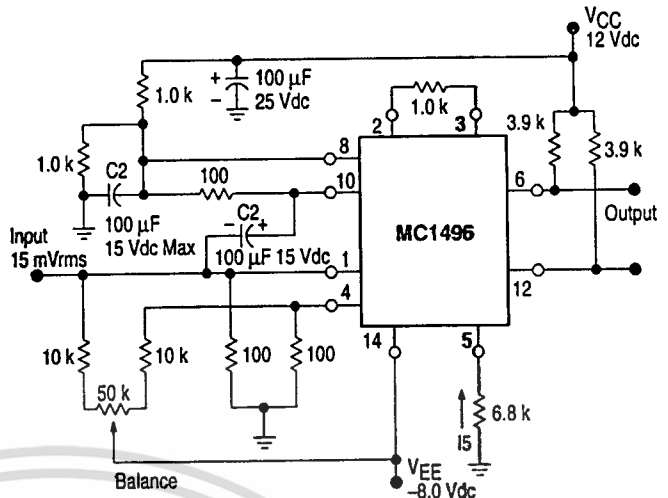 VCC
12 Vdc
+
–
100 µF
25 Vdc
1.0 k
1.0 k
2
3
3.9 k
3.9 k
1.0 k
8
C2
100
10
6
100 µF
15 Vdc Max
C2
– +
MC1496
Output
Input
15 mVrms
100 µF 15 Vdc
1
12
4
14
5
10 k
10 k
100
100
50 k
I5
6.8 k
VEE
–8.0 Vdc
Balance